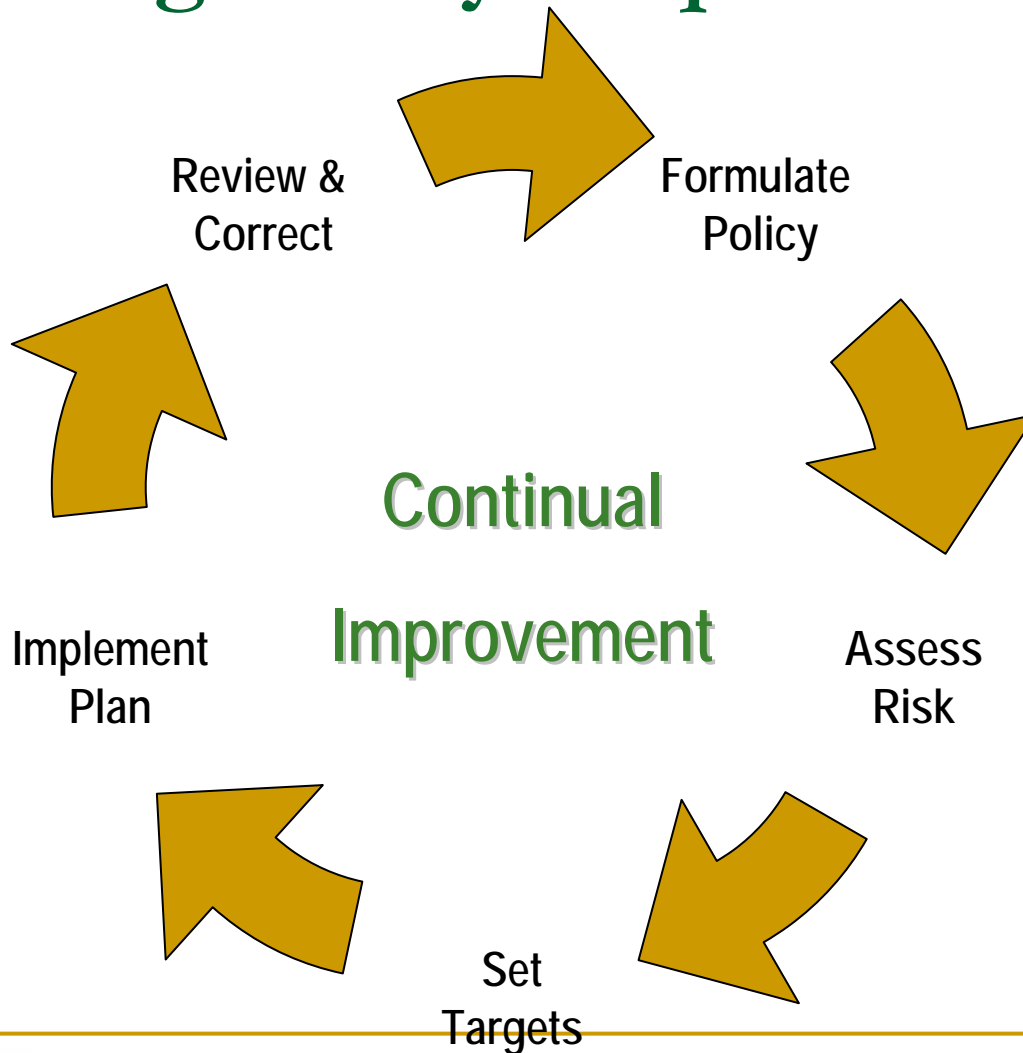 Review &
Correct
Formulate
Policy
Continual
Improvement
Assess
Risk
Set
Targets
Implement
Plan